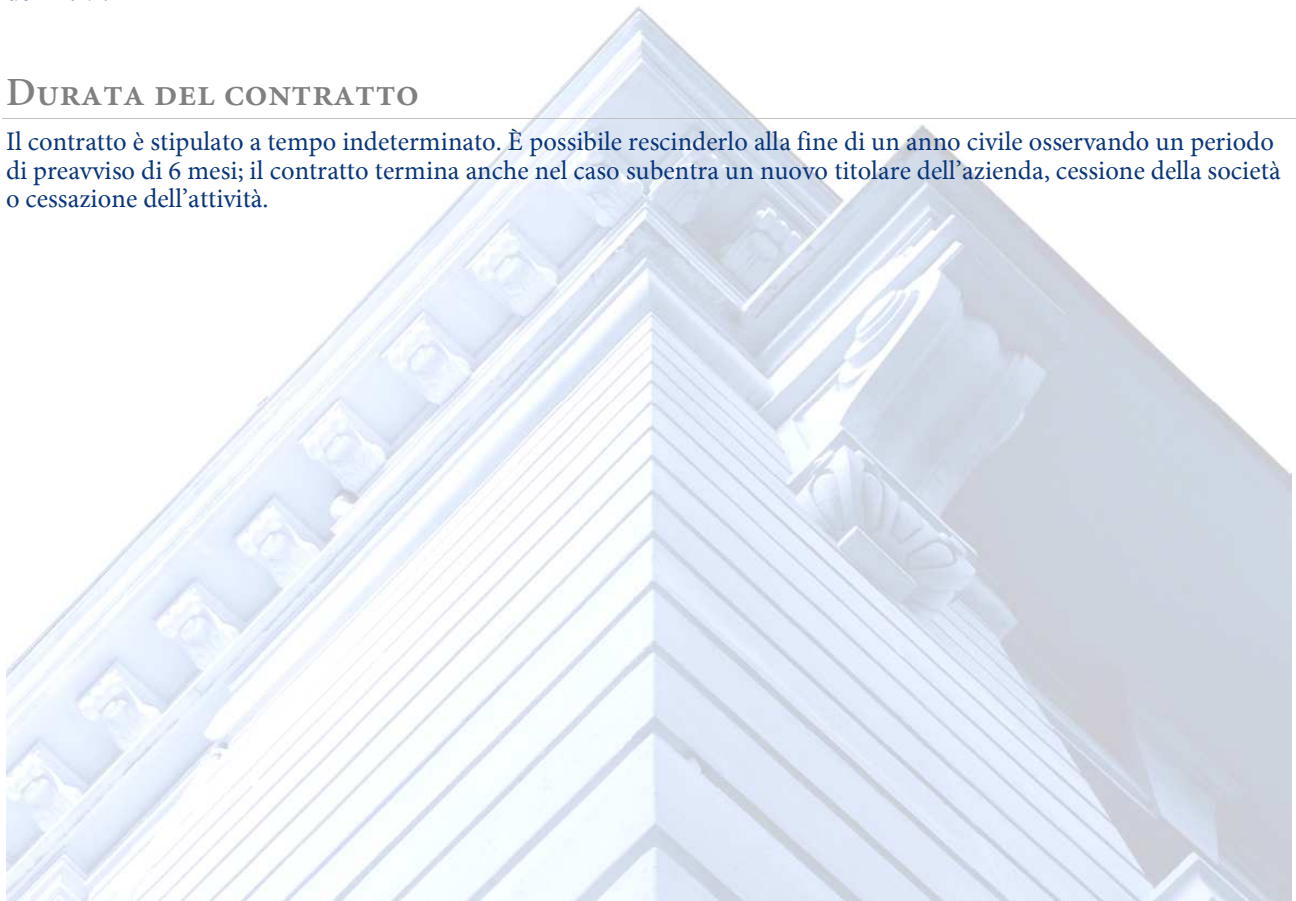 DURATA DEL CONTRATTO
Il contratto è stipulato a tempo indeterminato. È possibile rescinderlo alla fine di un anno civile osservando un periodo
di preavviso di 6 mesi; il contratto termina anche nel caso subentra un nuovo titolare dell’azienda, cessione della società
o cessazione dell’attività.